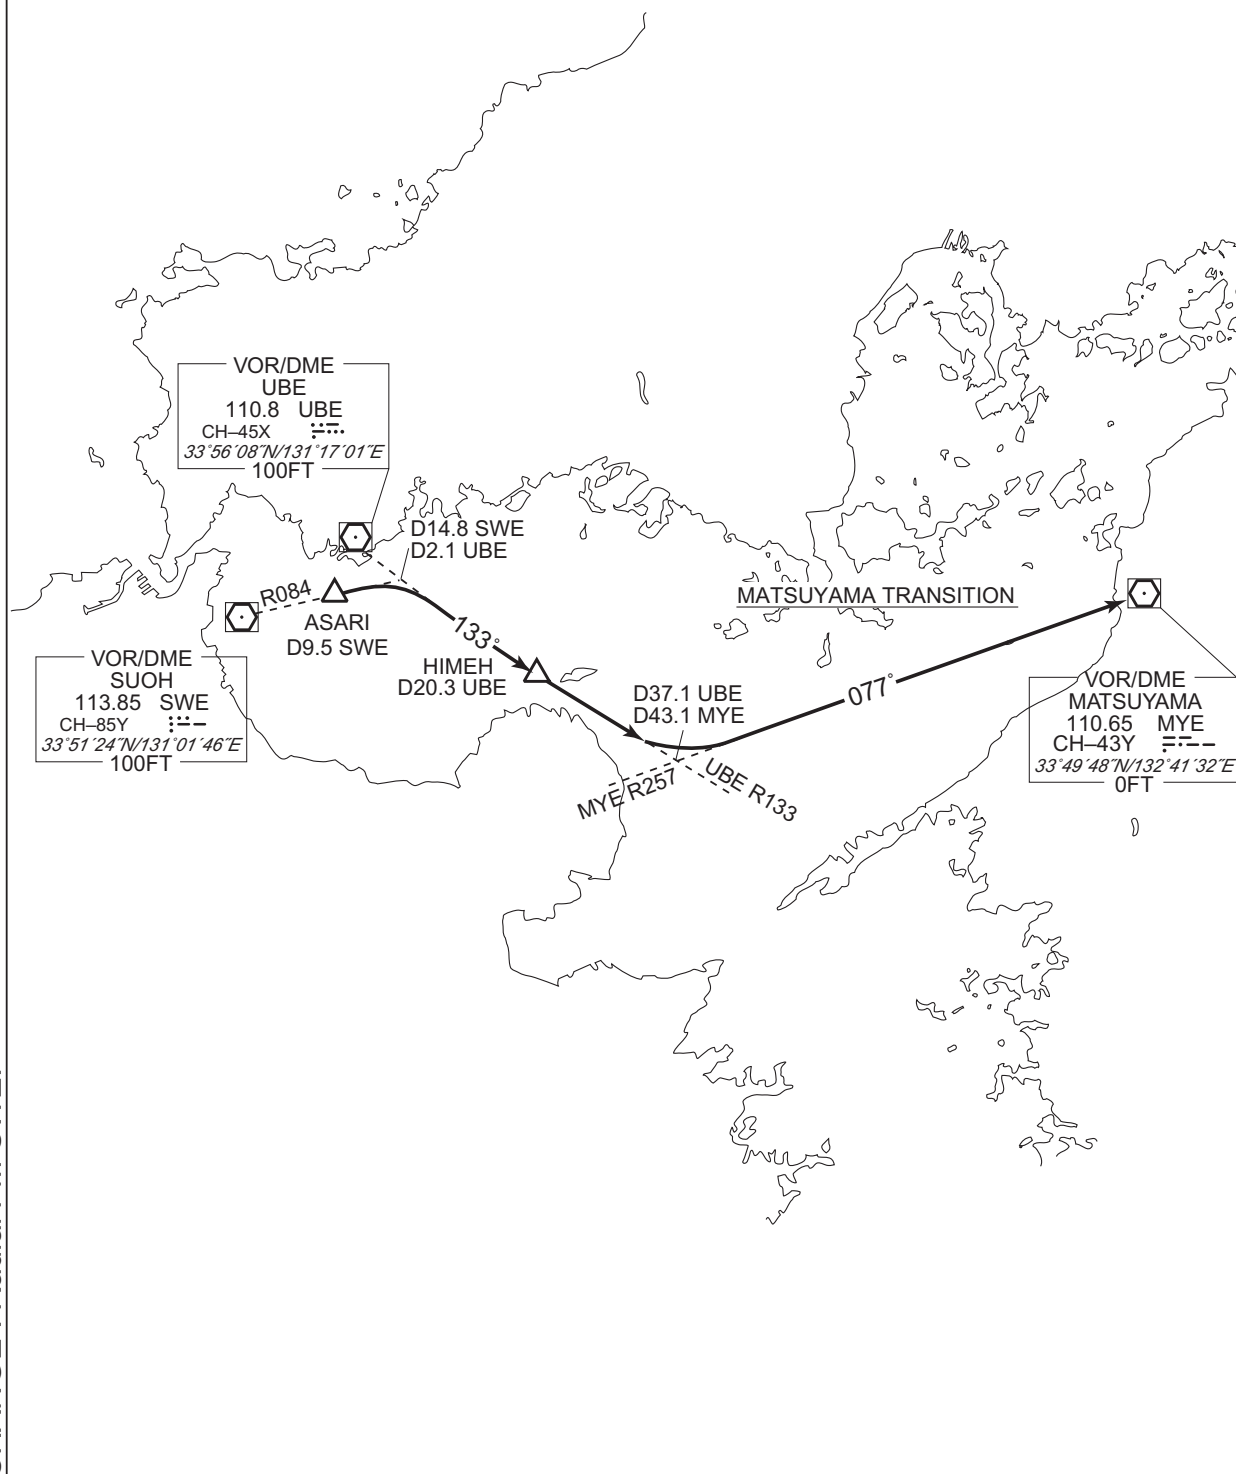 VOR/DME
UBE
110.8 UBE
CH–45X
33°56′08″N/131°17′01″E
100FT
D14.8 SWE
D2.1 UBE
R084
ASARI
D9.5 SWE
133°
MATSUYAMA TRANSITION
VOR/DME
SUOH
113.85 SWE
CH–85Y
33°51′24″N/131°01′46″E
100FT
HIMEH
D20.3 UBE
D37.1 UBE
D43.1 MYE
077°
VOR/DME
MATSUYAMA
110.65 MYE
CH–43Y
33°49′48″N/132°41′32″E
0FT
MYE R257
UBE R133